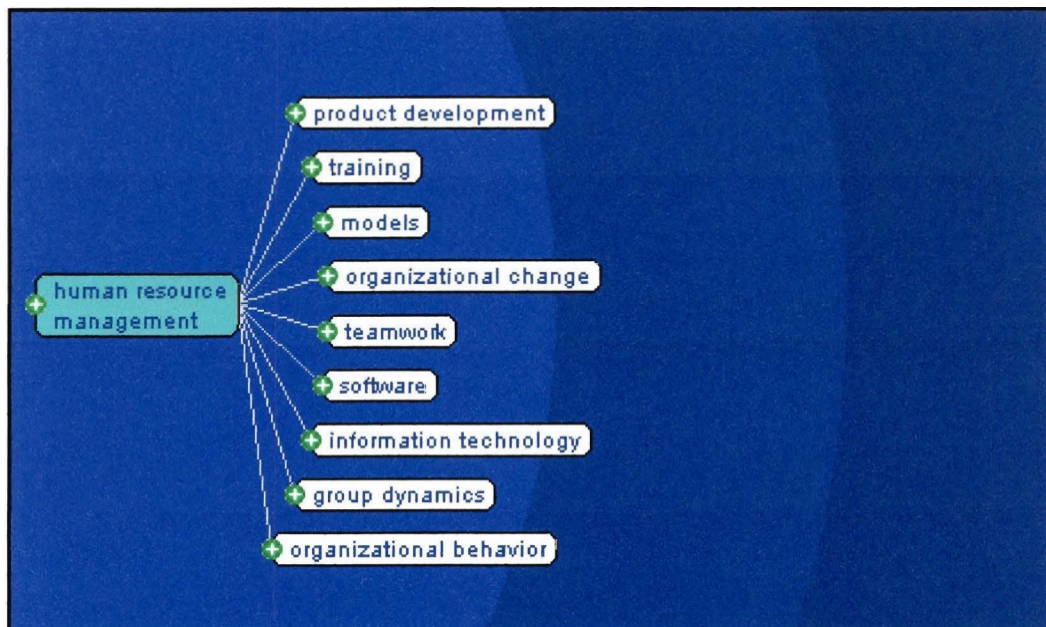 product development
training
models
organizational change
human resource
management
teamwork
software
information technology
group dynamics
organizational behavior